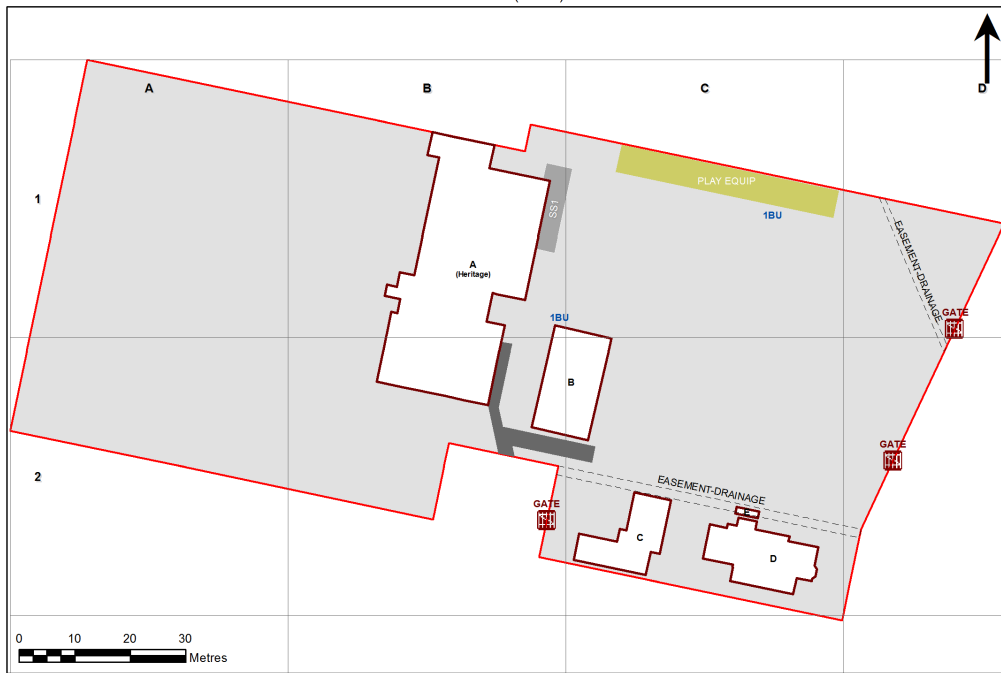 A B C D
1
PLAY EQUIP
1BU
SS1
EASEMENT-DRAINAGE
A
(Heritage)
GATE
1BU
B
GATE
2
EASEMENT-DRAINAGE
GATE
E
C
D
0 10 20 30
Metres